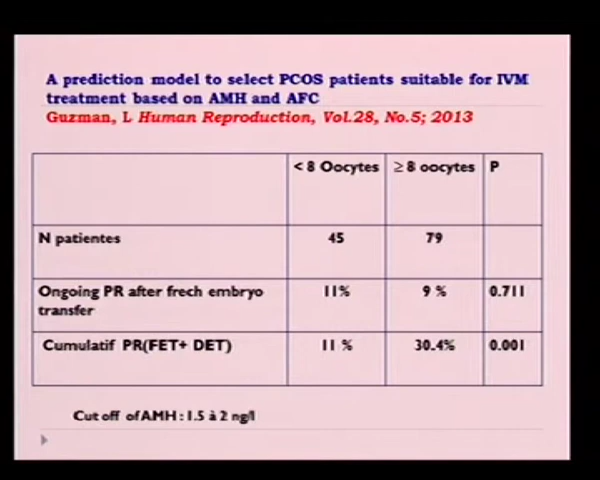 A prediction model to select PCOS patients suitable for IVM
treatment based on AMH and AFC
Guzman, L Human Reproduction, Vol.28, No.5; 2013
< 8 Oocytes ≥ 8 oocytes P
N patientes 45 79
Ongoing PR after frech embryo 11% 9 % 0.711
transfer
Cumulatif PR(FET+ DET) 11 % 30.4% 0.001
Cut off of AMH : 1.5 à 2 ng/l